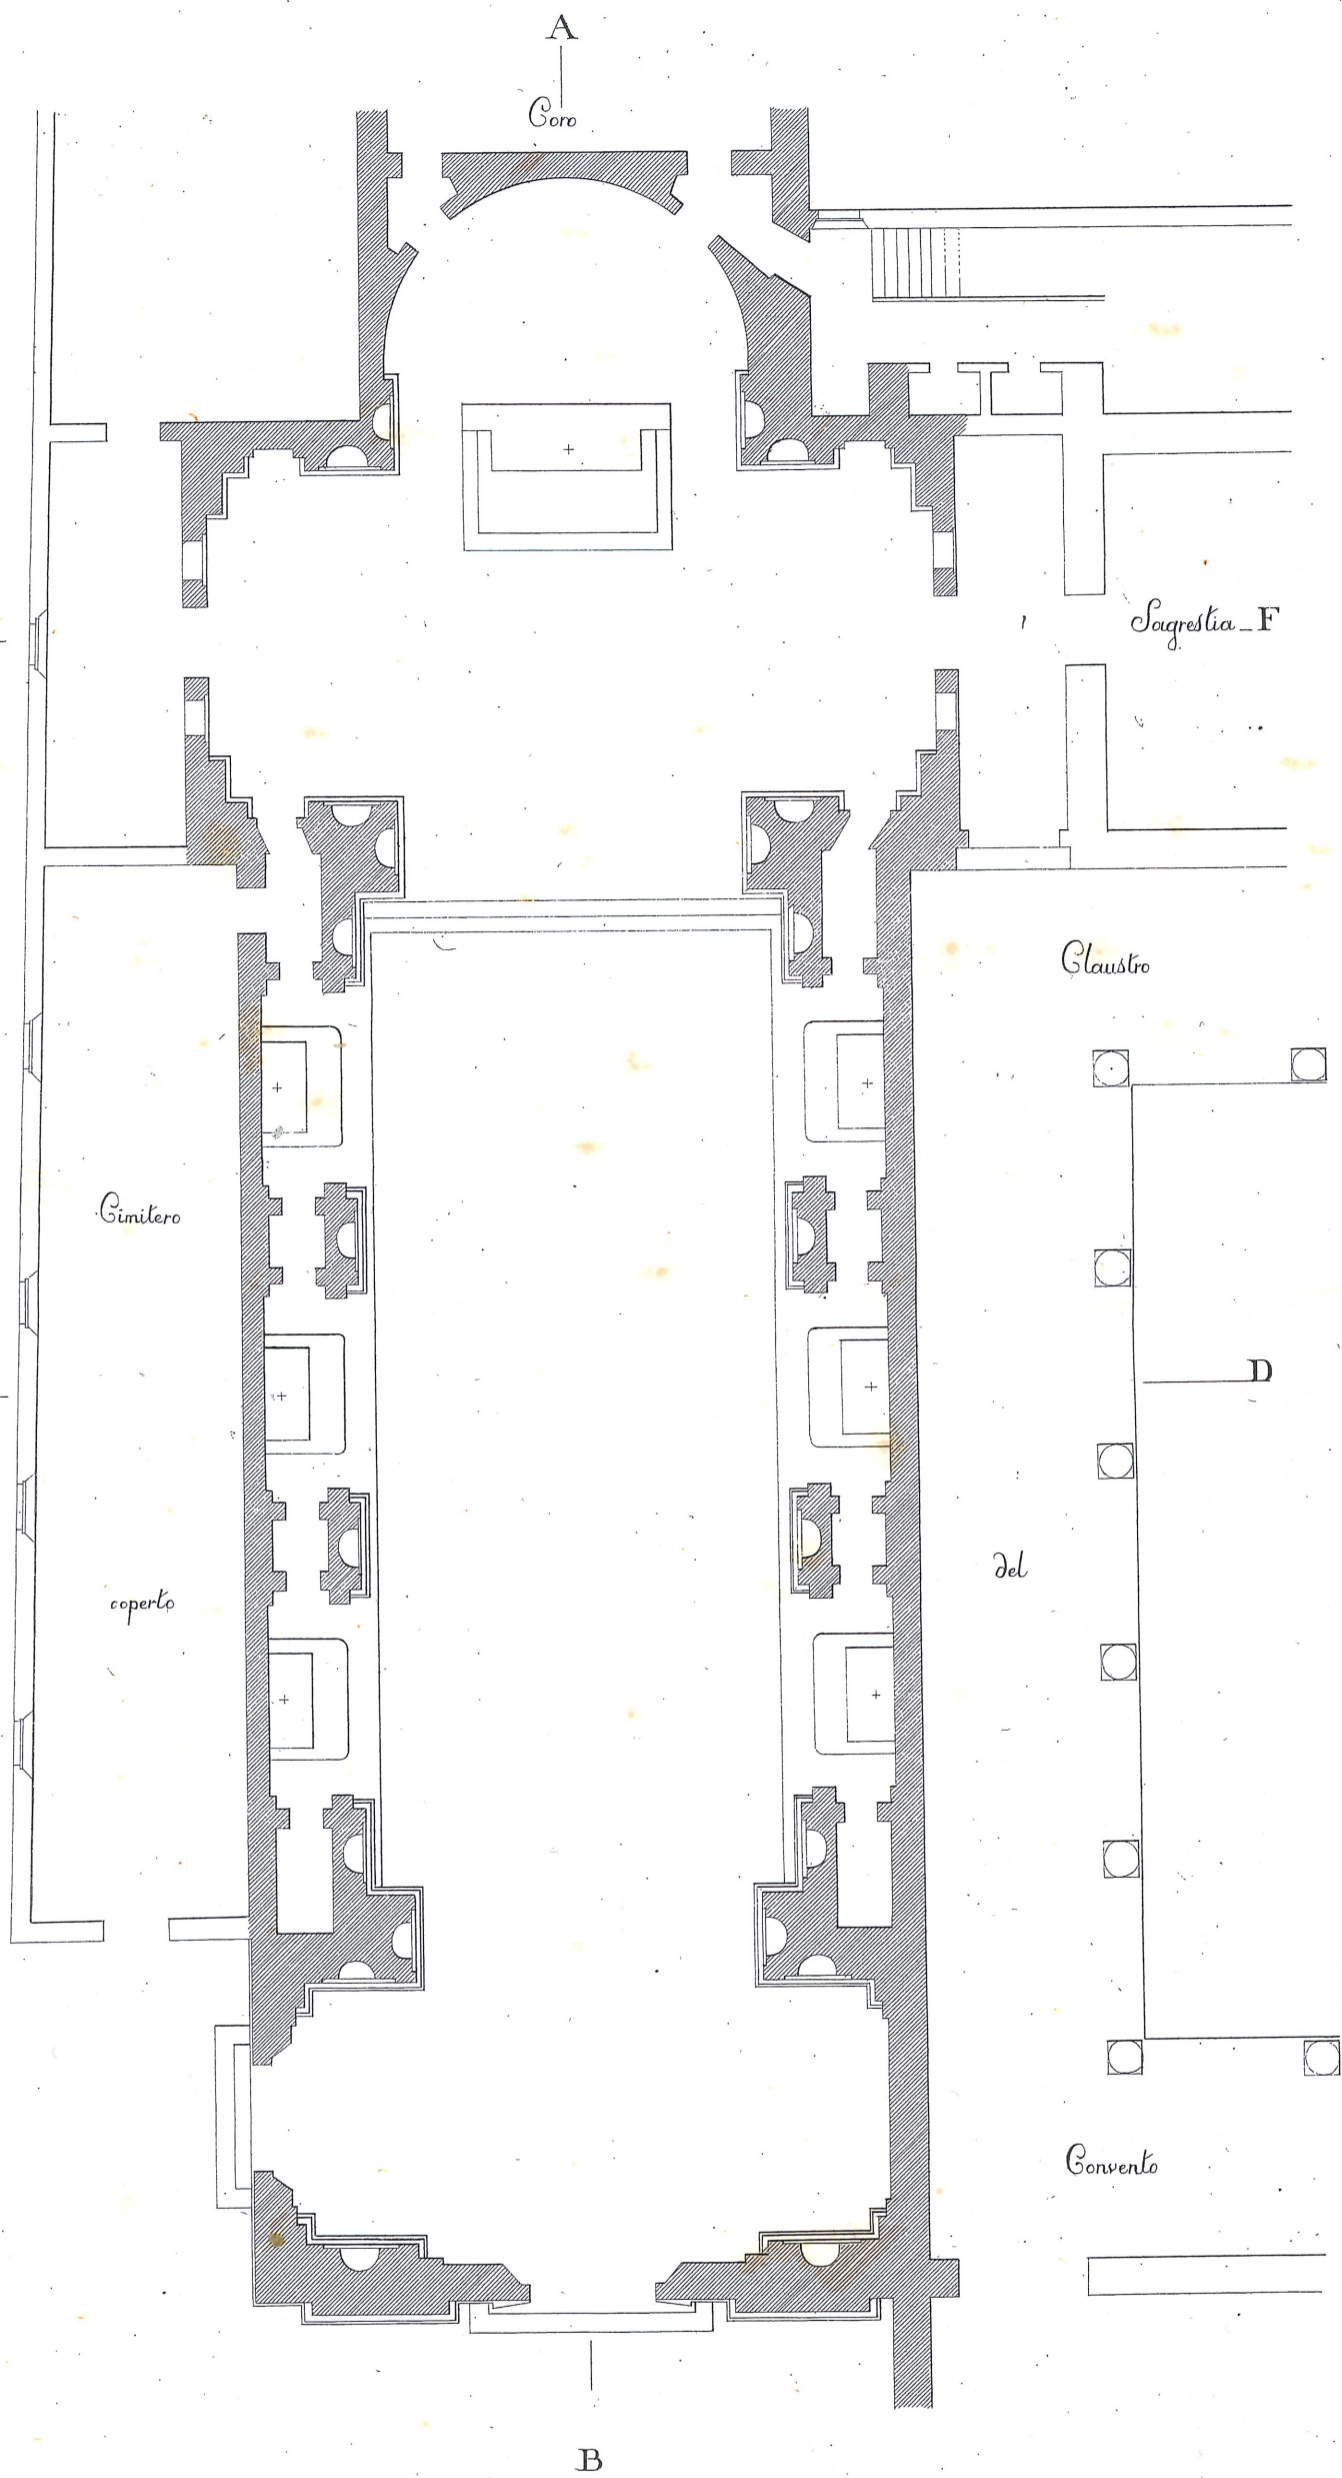 A
Coro
Sagrestia _ F
Claustro
Cimitero
D
del
coperto
Convento
B